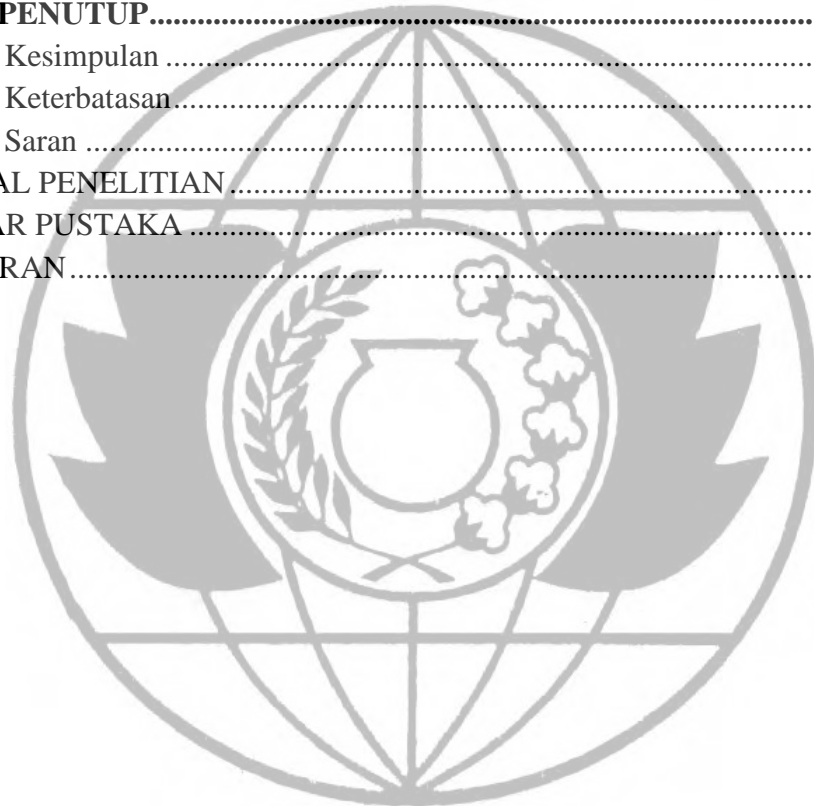 PENUTUP..........................................................................................
Kesimpulan ........................................................................................
Keterbatasan.......................................................................................
Saran ..................................................................................................
AL PENELITIAN...................................................................................
AR PUSTAKA ......................................................................................
RAN....................................................................................................